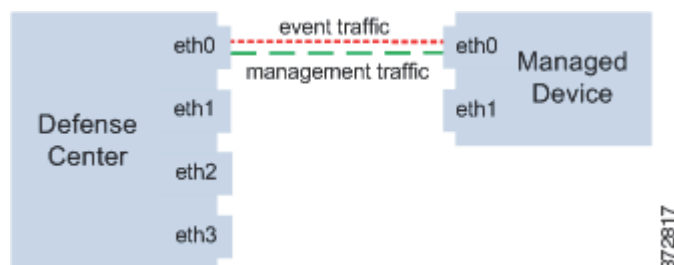 event traffic
eth0
eth0
management traffic
Managed
Device
eth1
eth1
Defense
Center
eth2
eth3
372817